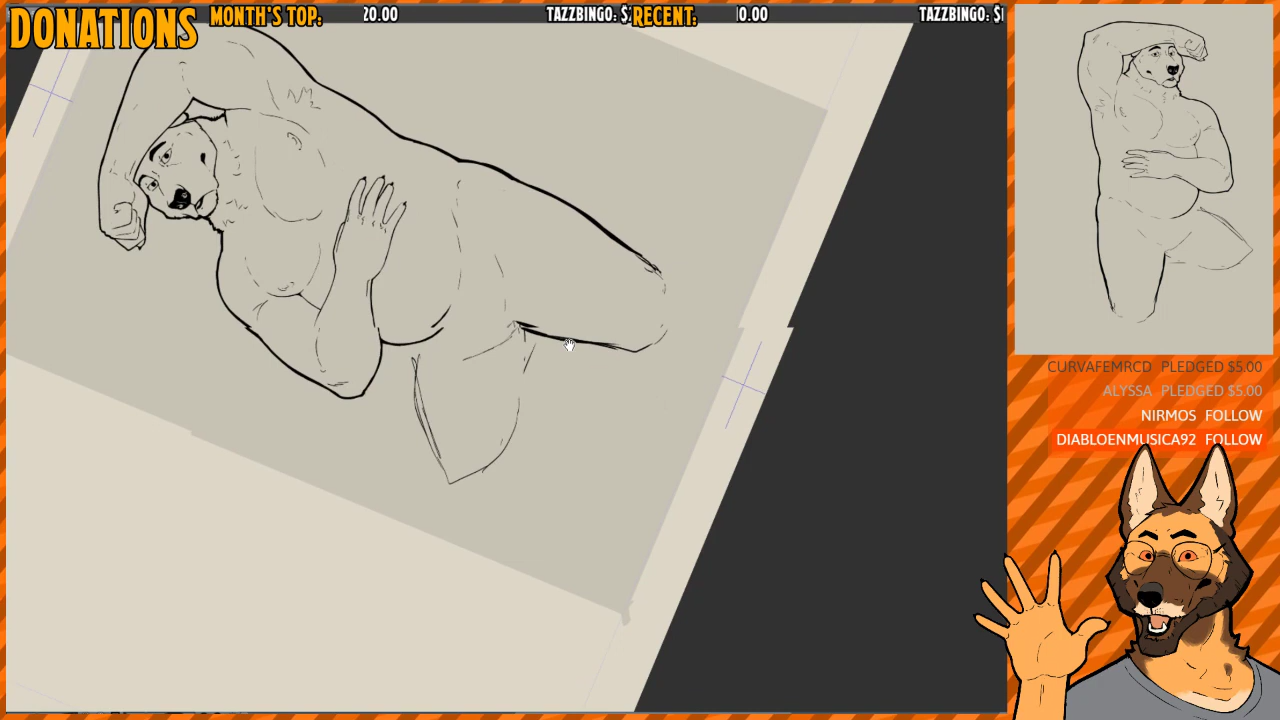 DONATIONS MONTH'S TOP: 20.00 TAZZBINGO: $ RECENT: 0.00 TAZZBINGO: $
CURVAFEMRCD PLEDGED $5.00
ALYSSA PLEDGED $5.00
NIRMOS FOLLOW
DIABLOENMUSICA92 FOLLOW